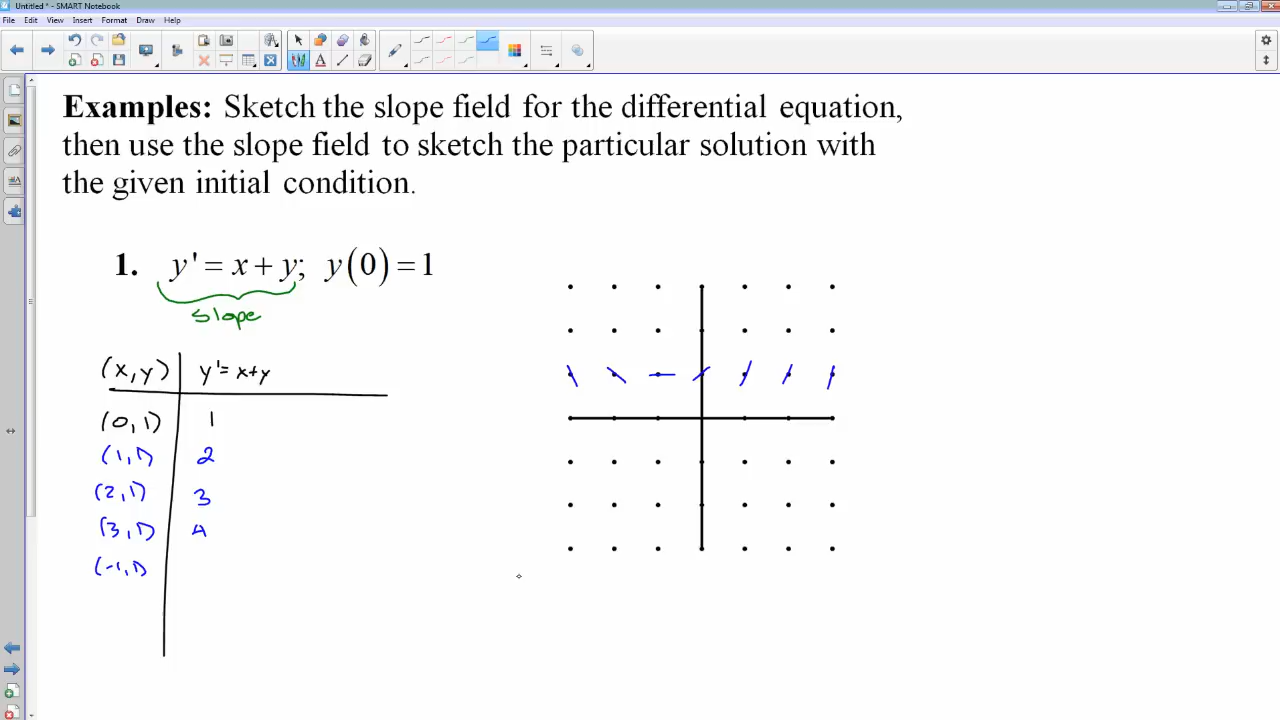 Untitled * - SMART Notebook
File Edit View Insert Format Draw Help
Examples: Sketch the slope field for the differential equation,
then use the slope field to sketch the particular solution with
the given initial condition.
1. y' = x + y; y(0) = 1
slope
(x,y) y'= x+y
(0,1) 1
(1,1) 2
(2,1) 3
(3,1) 4
(-1,1)